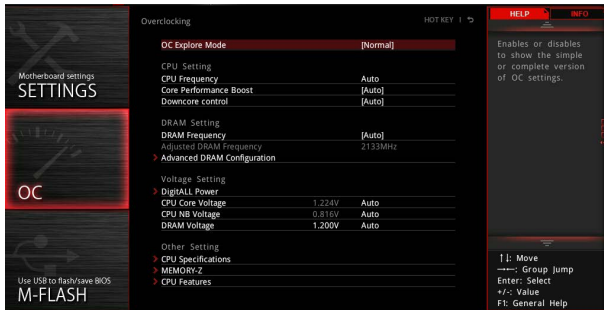 Overclocking
HOT KEY | ↰
HELP
INFO
OC Explore Mode [Normal]
CPU Setting
CPU Frequency Auto
Core Performance Boost [Auto]
Downcore control [Auto]
DRAM Setting
DRAM Frequency [Auto]
Adjusted DRAM Frequency 2133MHz
> Advanced DRAM Configuration
Voltage Setting
> DigitALL Power
CPU Core Voltage 1.224V Auto
CPU NB Voltage 0.816V Auto
DRAM Voltage 1.200V Auto
Other Setting
> CPU Specifications
> MEMORY-Z
> CPU Features
Motherboard settings
SETTINGS
OC
Use USB to flash/save BIOS
M-FLASH
Enables or disables
to show the simple
or complete version
of OC settings.
↑↓: Move
→←: Group Jump
Enter: Select
+/-: Value
F1: General Help